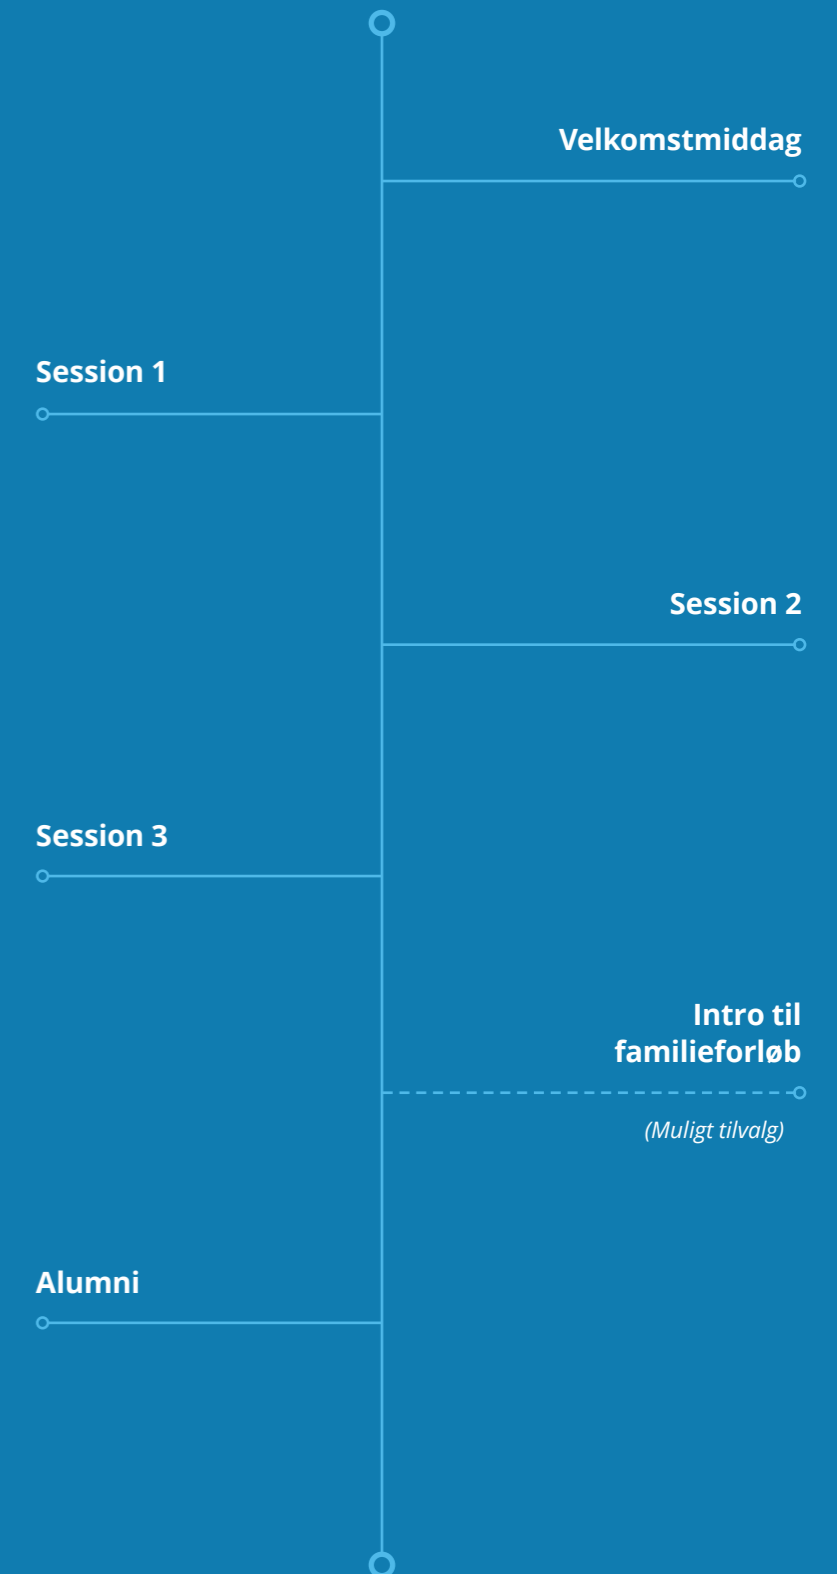 Velkomstmiddag
Session 1
Session 2
Session 3
Intro til
familieforløb
(Muligt tilvalg)
Alumni